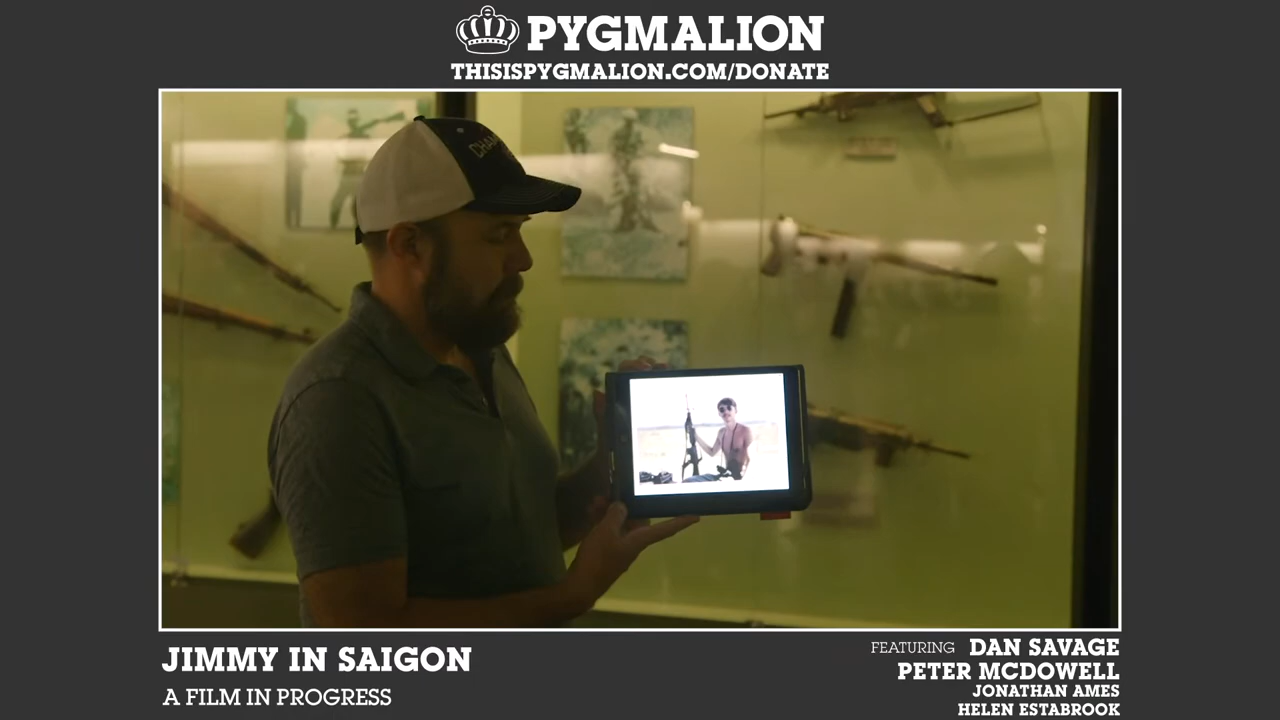 PYGMALION
THISISPYGMALION.COM/DONATE
JIMMY IN SAIGON
A FILM IN PROGRESS
FEATURING DAN SAVAGE
PETER MCDOWELL
JONATHAN AMES
HELEN ESTABROOK